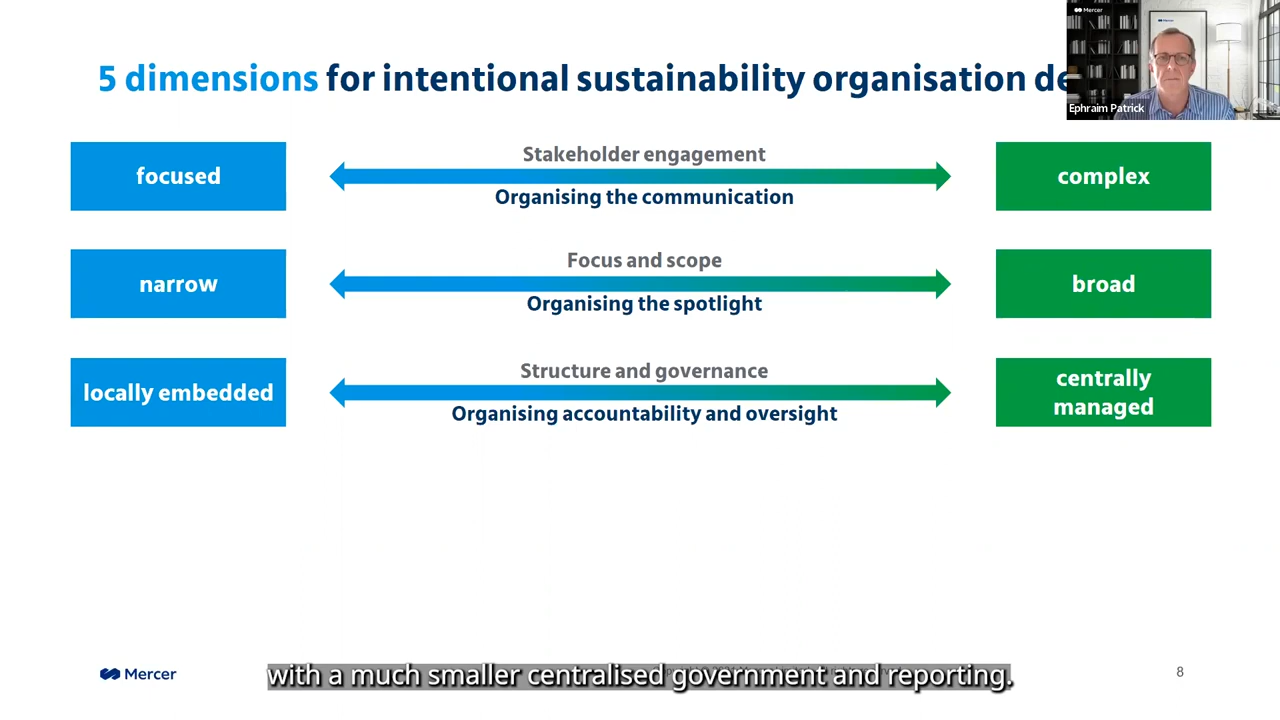 Mercer
Mercer
Ephraim Patrick
5 dimensions for intentional sustainability organisation de
focused
Stakeholder engagement
Organising the communication
complex
narrow
Focus and scope
Organising the spotlight
broad
locally embedded
Structure and governance
Organising accountability and oversight
centrally
managed
Mercer
with a much smaller centralised government and reporting.
8